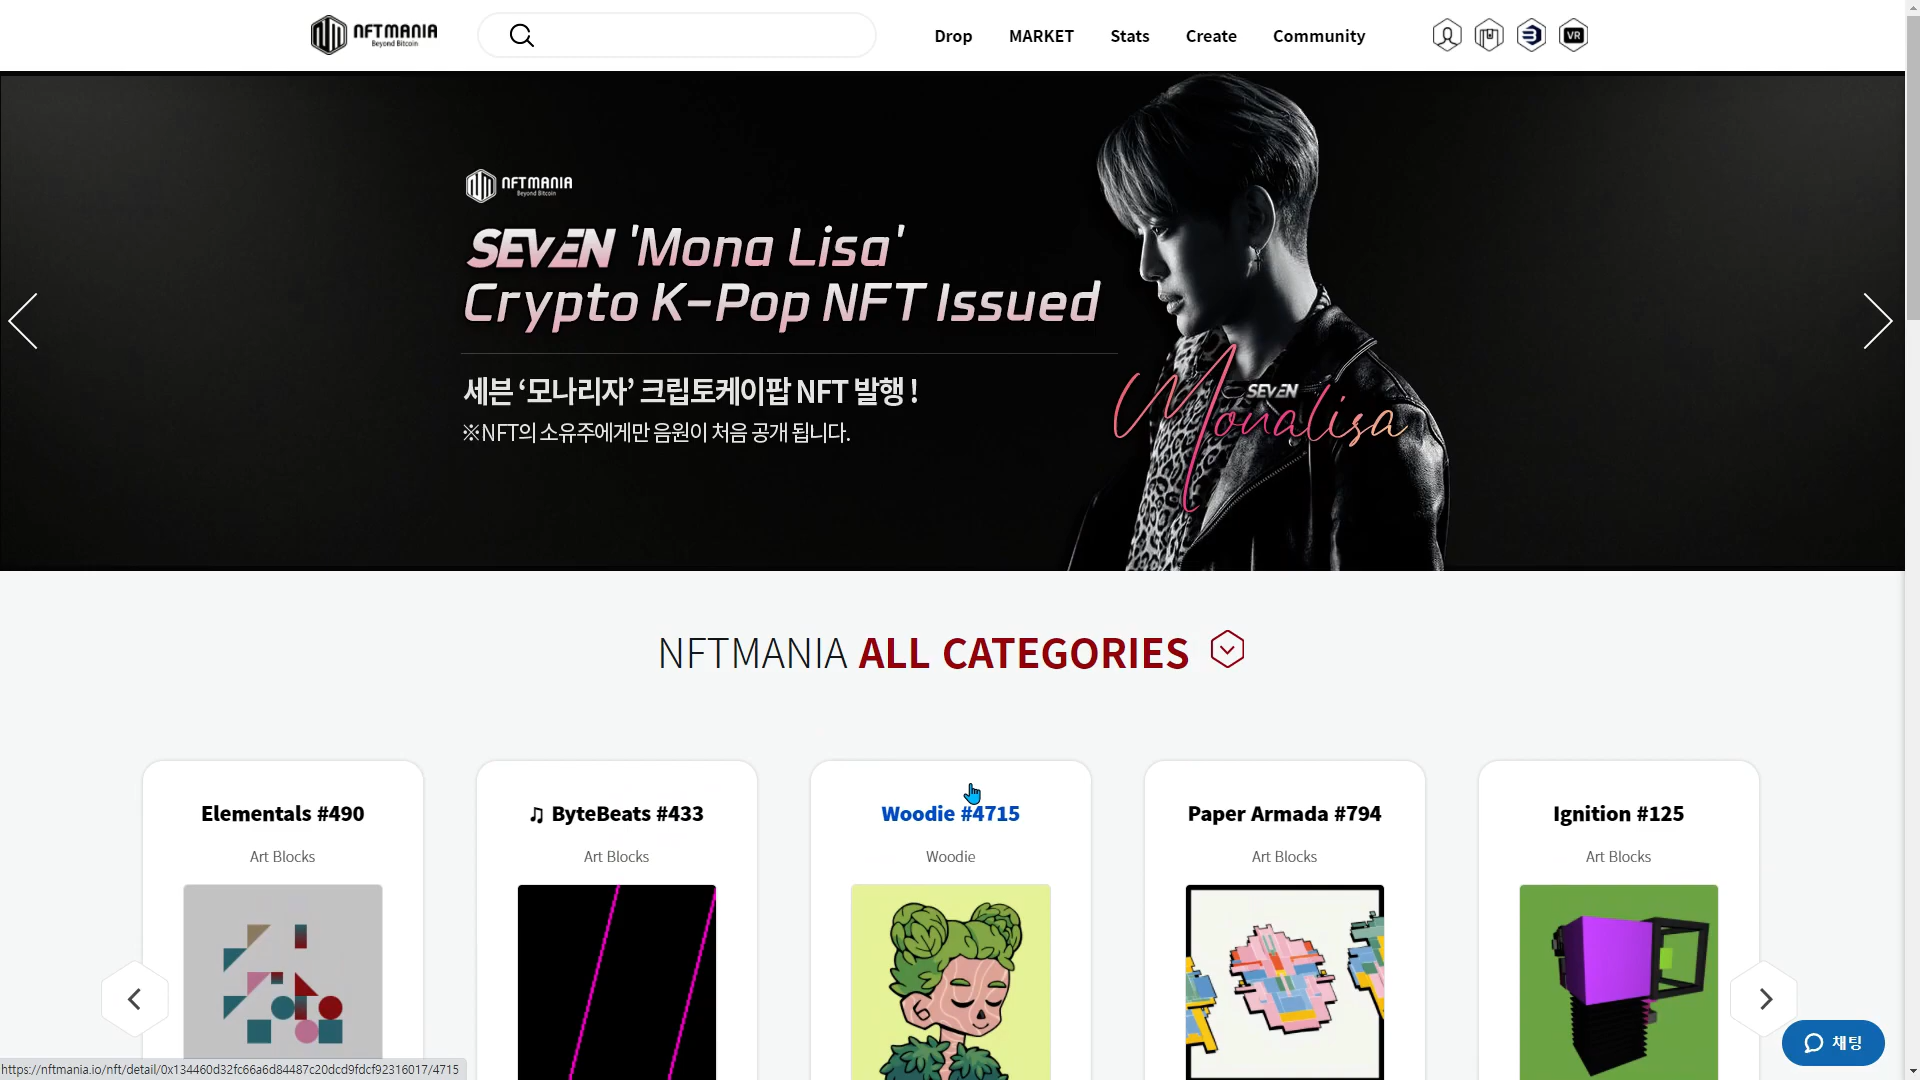 NFTMANIA
Beyond Bitcoin
Drop
MARKET
Stats
Create
Community
VR
NFTMANIA
Beyond Bitcoin
SEVEN 'Mona Lisa'
Crypto K-Pop NFT Issued
세븐 ‘모나리자’ 크립토케이팝 NFT 발행 !
※NFT의 소유주에게만 음원이 처음 공개 됩니다.
SEVEN
Monalisa
NFTMANIA ALL CATEGORIES
Elementals #490
Art Blocks
♫ ByteBeats #433
Art Blocks
Woodie #4715
Woodie
Paper Armada #794
Art Blocks
Ignition #125
Art Blocks
채팅
https://nftmania.io/nft/detail/0x134460d32fc66a6d84487c20dcd9fdcf92316017/4715